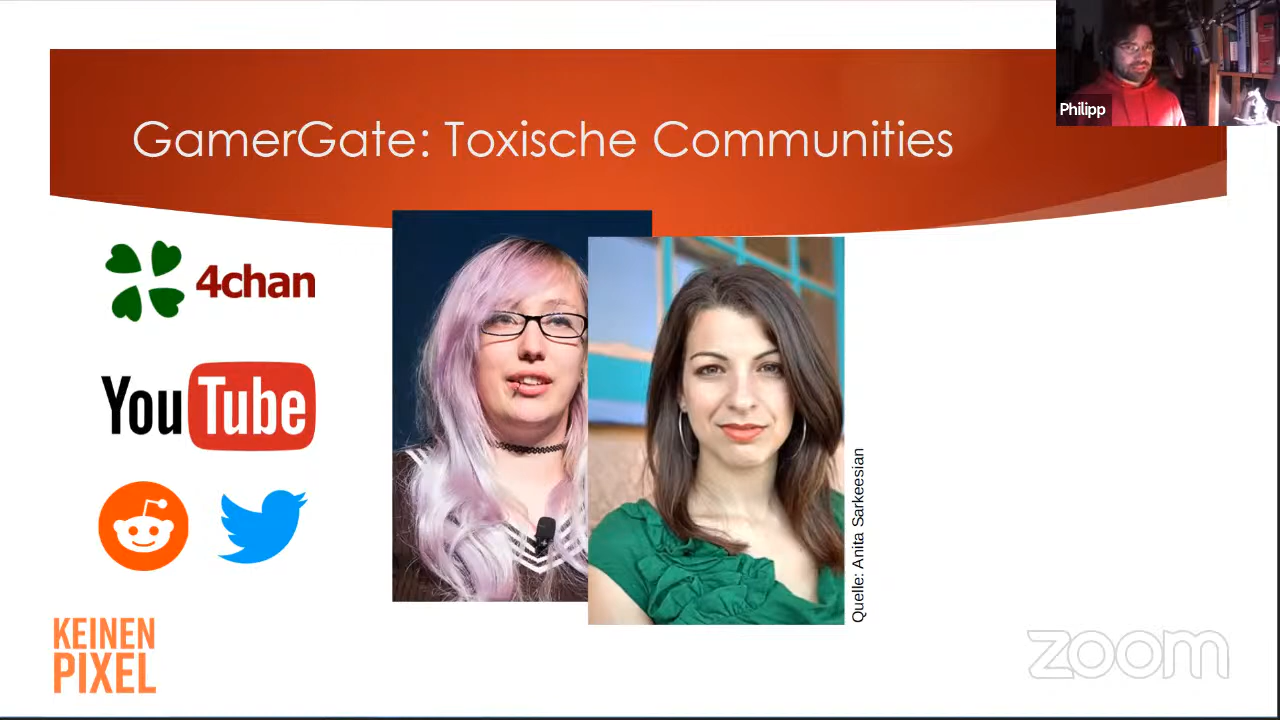 GamerGate: Toxische Communities
Philipp
4chan
YouTube
Quelle: Anita Sarkeesian
KEINEN
PIXEL
zoom